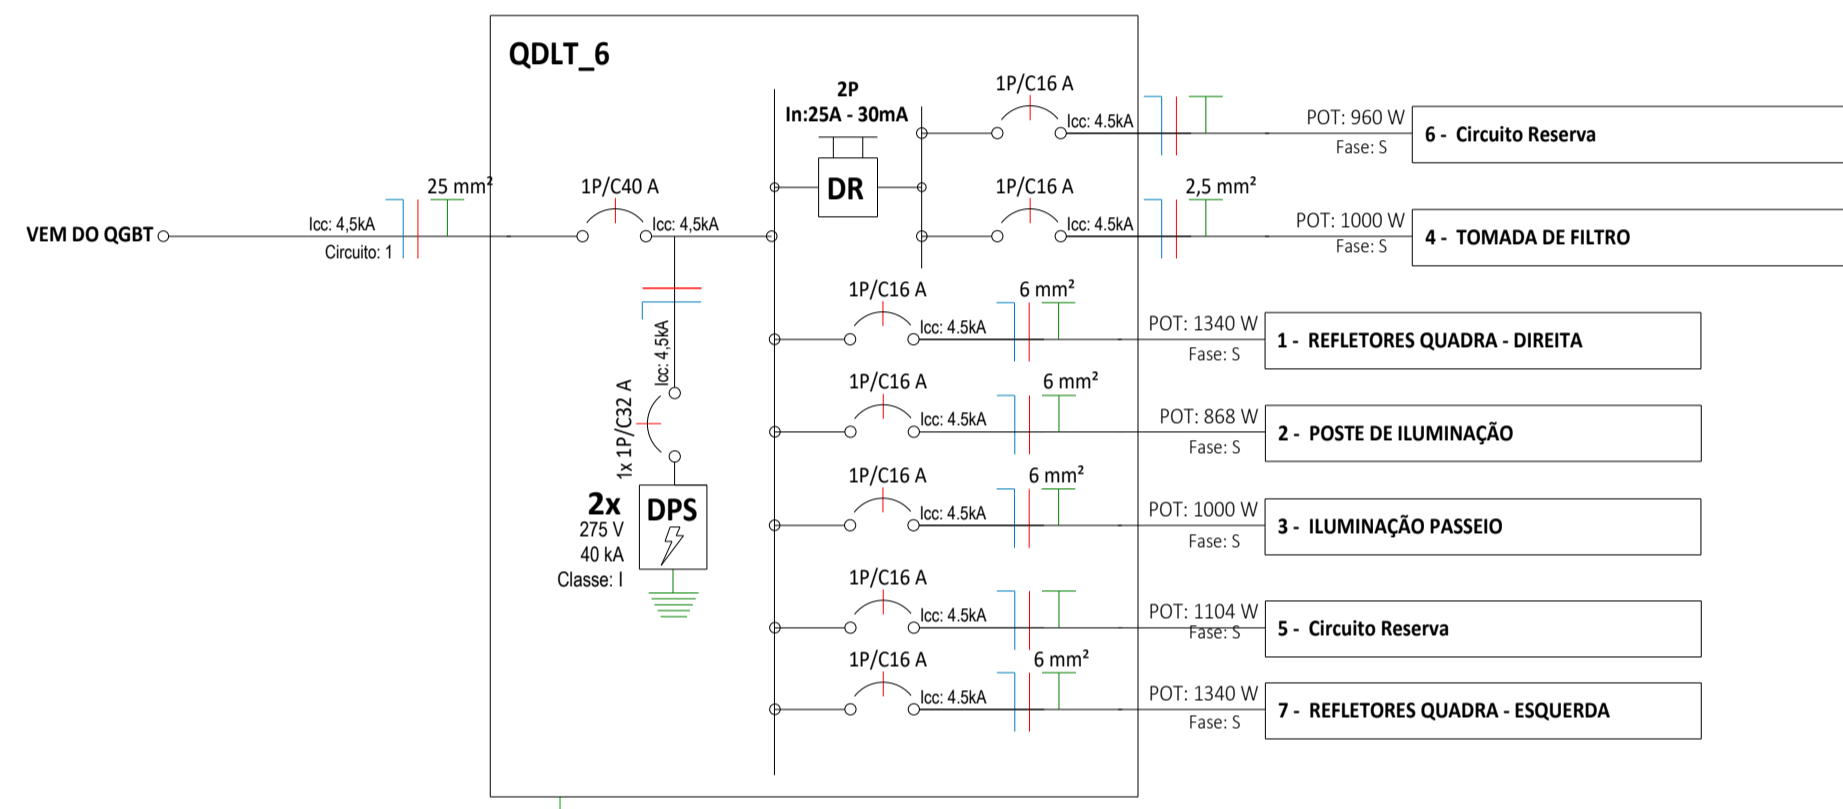 QDLT_6
VEM DO QGBT
Icc: 4,5kA
Circuito: 1
25 mm²
1P/C40 A
Icc: 4,5kA
Icc: 4,5kA
1x 1P/C32 A
2x
275 V
40 kA
Classe: I
DPS
2P
In:25A - 30mA
DR
1P/C16 A
Icc: 4.5kA
POT: 960 W
Fase: S
6 - Circuito Reserva
1P/C16 A
Icc: 4.5kA
2,5 mm²
POT: 1000 W
Fase: S
4 - TOMADA DE FILTRO
1P/C16 A
Icc: 4.5kA
6 mm²
POT: 1340 W
Fase: S
1 - REFLETORES QUADRA - DIREITA
1P/C16 A
Icc: 4.5kA
6 mm²
POT: 868 W
Fase: S
2 - POSTE DE ILUMINAÇÃO
1P/C16 A
Icc: 4.5kA
6 mm²
POT: 1000 W
Fase: S
3 - ILUMINAÇÃO PASSEIO
1P/C16 A
Icc: 4.5kA
POT: 1104 W
Fase: S
5 - Circuito Reserva
1P/C16 A
Icc: 4.5kA
6 mm²
POT: 1340 W
Fase: S
7 - REFLETORES QUADRA - ESQUERDA